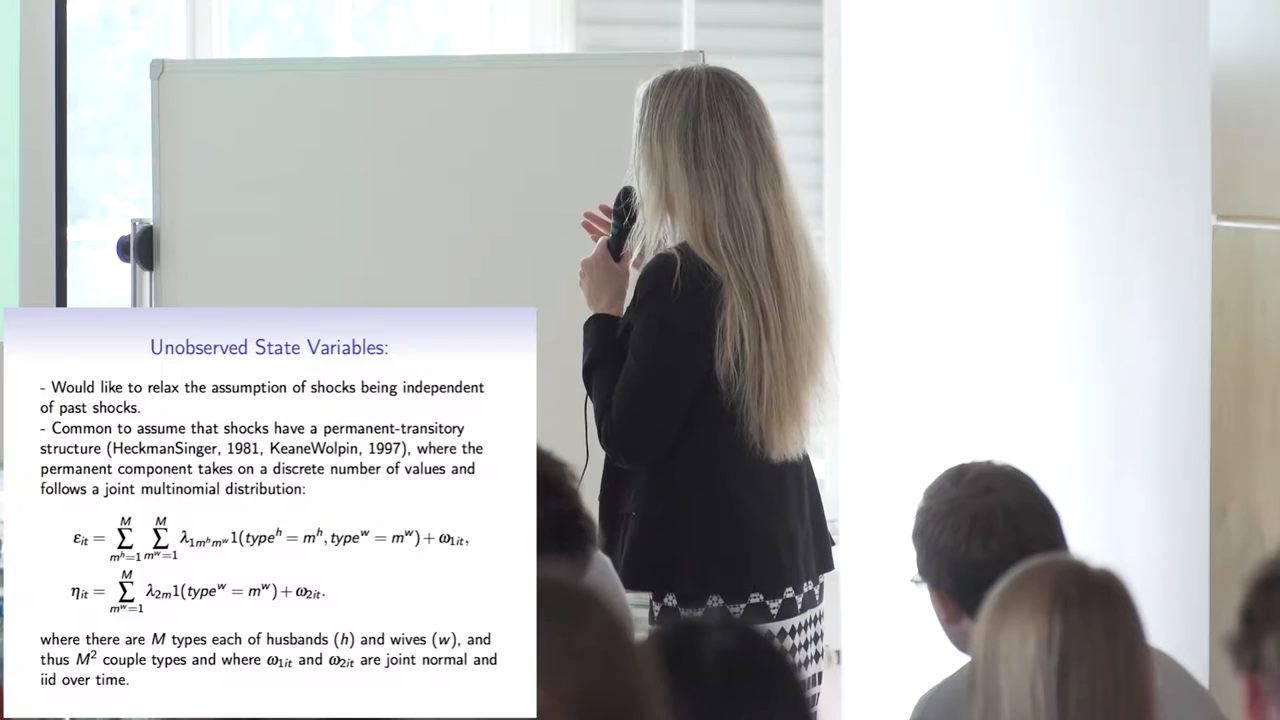 Unobserved State Variables:
- Would like to relax the assumption of shocks being independent
of past shocks.
- Common to assume that shocks have a permanent-transitory
structure (HeckmanSinger, 1981, KeaneWolpin, 1997), where the
permanent component takes on a discrete number of values and
follows a joint multinomial distribution:
ε_it = ∑_{m^h=1}^{M} ∑_{m^w=1}^{M} λ_{1m^h m^w} 1(type^h = m^h, type^w = m^w) + ω_{1it},
η_it = ∑_{m^w=1}^{M} λ_{2m} 1(type^w = m^w) + ω_{2it}.
where there are M types each of husbands (h) and wives (w), and
thus M² couple types and where ω_{1it} and ω_{2it} are joint normal and
iid over time.